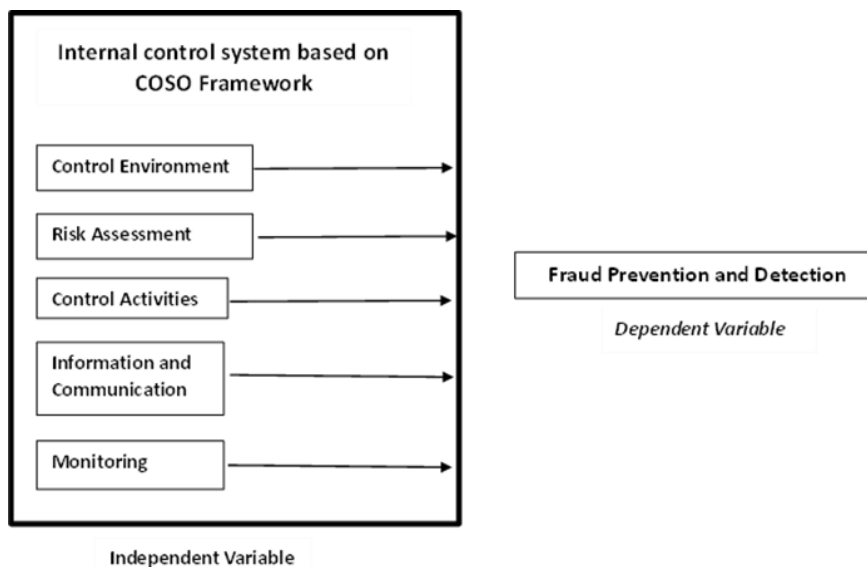 Internal control system based on
COSO Framework
Control Environment
Risk Assessment
Control Activities
Information and
Communication
Monitoring
Independent Variable
Fraud Prevention and Detection
Dependent Variable